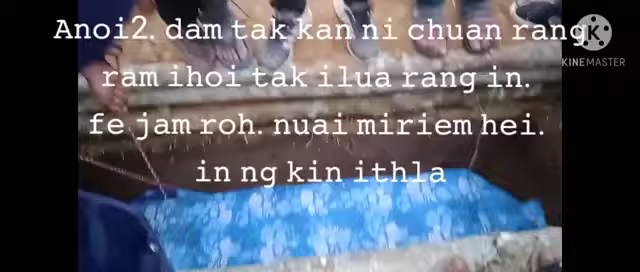 Anoi2. dam tak kan ni chuan rang
ram ihoi tak ilua rang in.
fe jam roh. nuai miriem hei.
in ng kin ithla
KINEMASTER